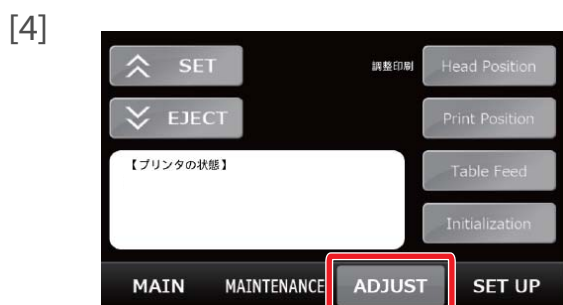 [4]
SET
調整印刷
Head Position
EJECT
Print Position
【プリンタの状態】
Table Feed
Initialization
MAIN MAINTENANCE ADJUST SET UP